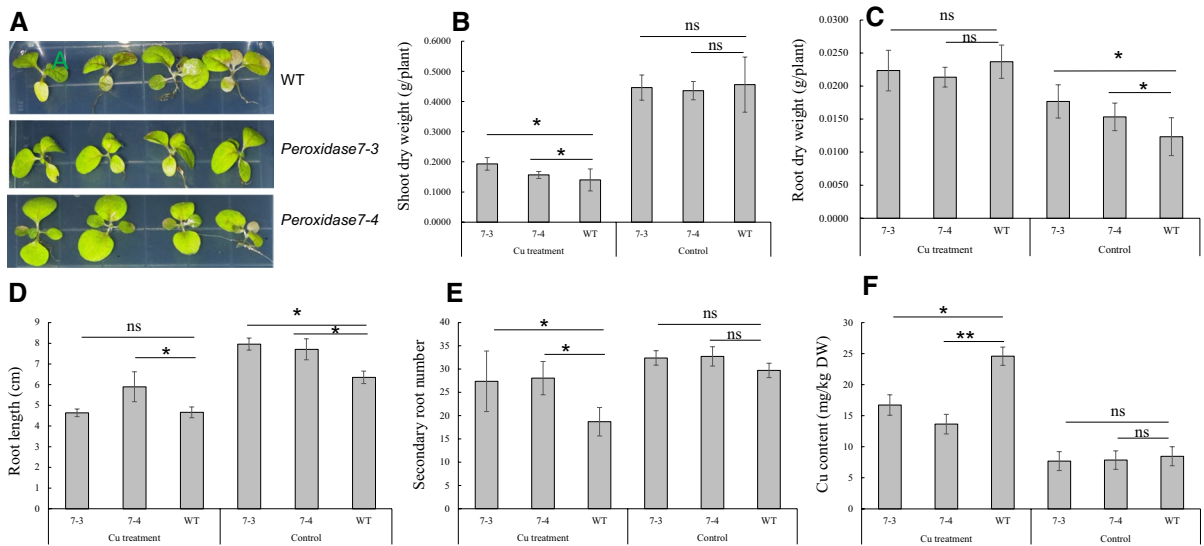 A
A
WT
Peroxidase7-3
Peroxidase7-4
B
Shoot dry weight (g/plant)
0.6000
0.5000
0.4000
0.3000
0.2000
0.1000
0.0000
*
*
ns
ns
7-3 7-4 WT 7-3 7-4 WT
Cu treatment Control
C
Root dry weight (g/plant)
0.0300
0.0250
0.0200
0.0150
0.0100
0.0050
0.0000
ns
ns
*
*
7-3 7-4 WT 7-3 7-4 WT
Cu treatment Control
D
Root length (cm)
9
8
7
6
5
4
3
2
1
0
ns
*
*
*
7-3 7-4 WT 7-3 7-4 WT
Cu treatment Control
E
Secondary root number
40
35
30
25
20
15
10
5
0
*
*
ns
ns
7-3 7-4 WT 7-3 7-4 WT
Cu treatment Control
F
Cu content (mg/kg DW)
30
25
20
15
10
5
0
*
**
ns
ns
7-3 7-4 WT 7-3 7-4 WT
Cu treatment Control